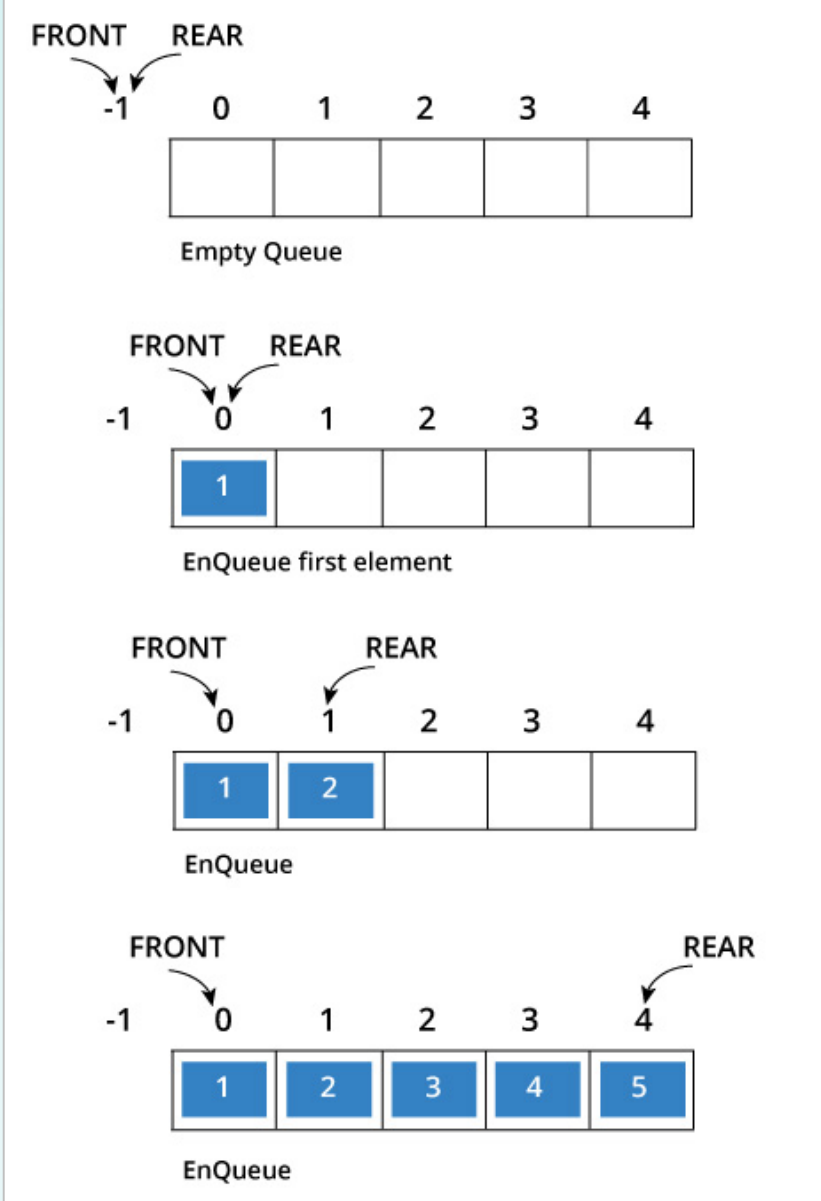 FRONT REAR
-1 0 1 2 3 4
Empty Queue
FRONT REAR
-1 0 1 2 3 4
1
EnQueue first element
FRONT REAR
-1 0 1 2 3 4
1 2
EnQueue
FRONT REAR
-1 0 1 2 3 4
1 2 3 4 5
EnQueue